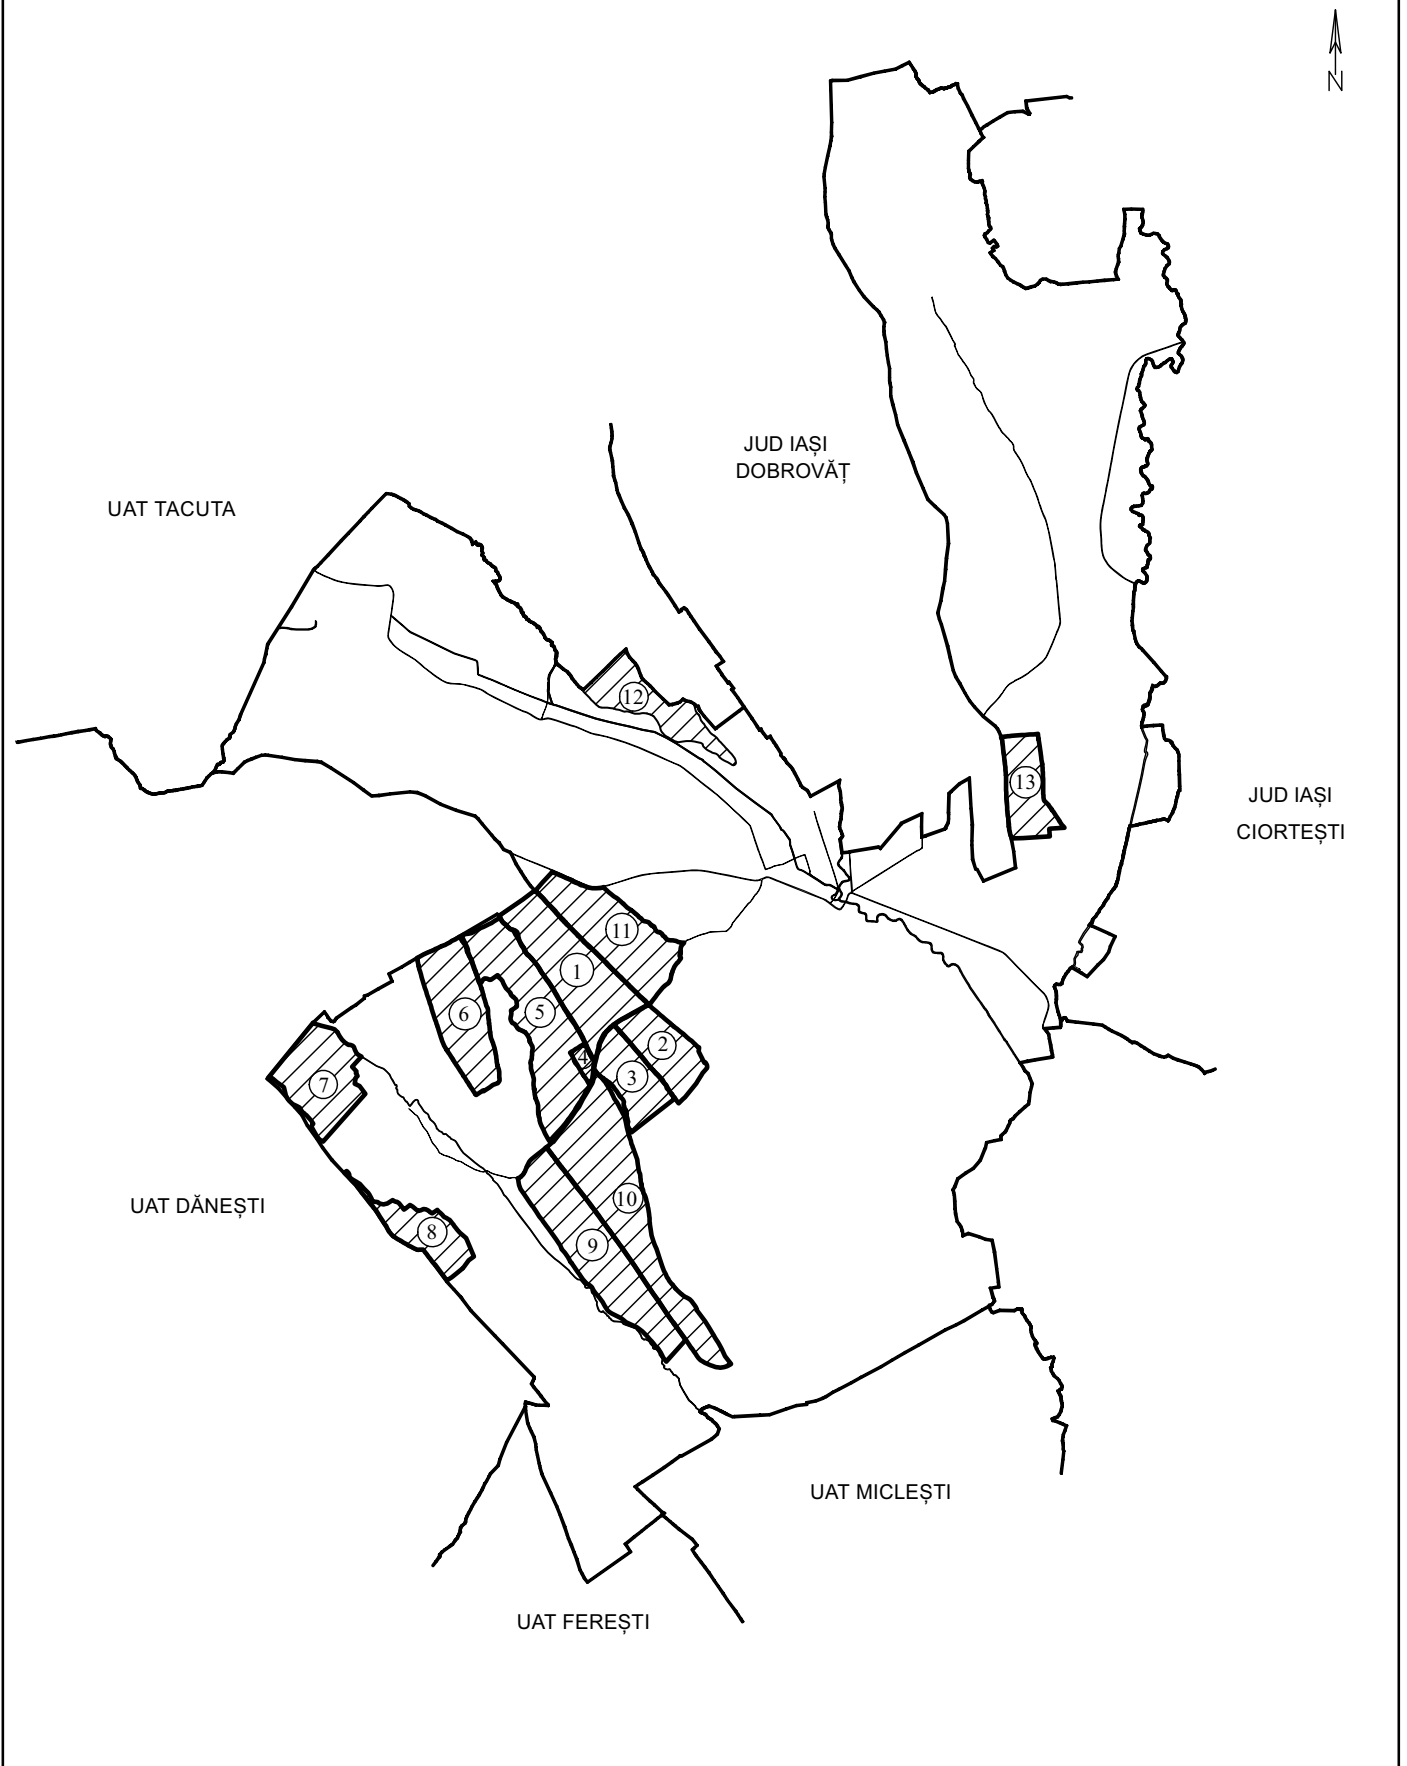 N
JUD IAȘI
DOBROVĂȚ
UAT TACUTA
12
13
JUD IAȘI
CIORTEȘTI
11
1
6
5
2
4
3
7
UAT DĂNEȘTI
10
8
9
UAT MICLEȘTI
UAT FEREȘTI